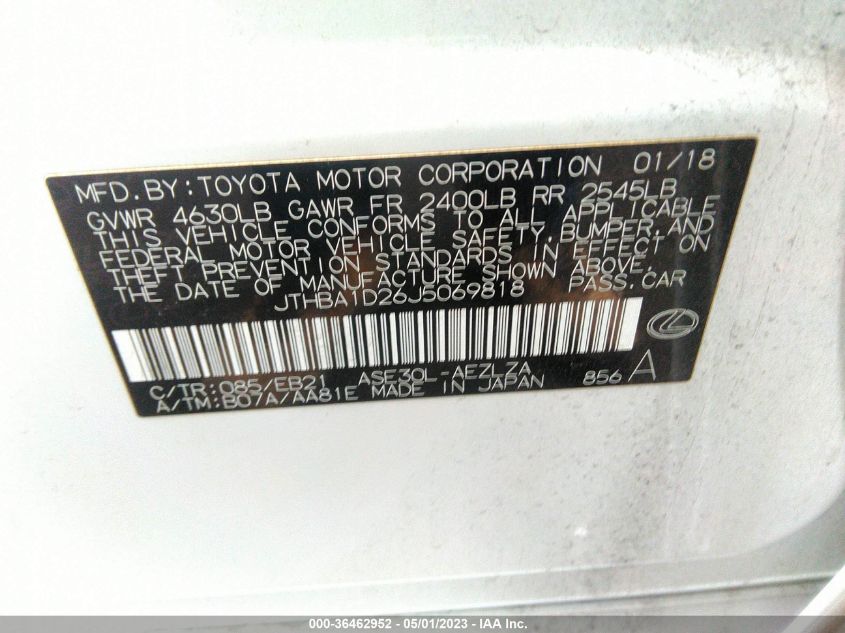 MFD.BY:TOYOTA MOTOR CORPORATION 01/18
GVWR 4630LB GAWR FR 2400LB RR 2545LB
THIS VEHICLE CONFORMS TO ALL APPLICABLE
FEDERAL MOTOR VEHICLE SAFETY,BUMPER,AND
THEFT PREVENTION STANDARDS IN EFFECT ON
THE DATE OF MANUFACTURE SHOWN ABOVE.
JTHBA1D26J5069818 PASS.CAR
C/TR:085/EB21 ASE30L-AEZLZA 856 A
A/TM:B07A/AA81E MADE IN JAPAN
000-36462952 - 05/01/2023 - IAA Inc.